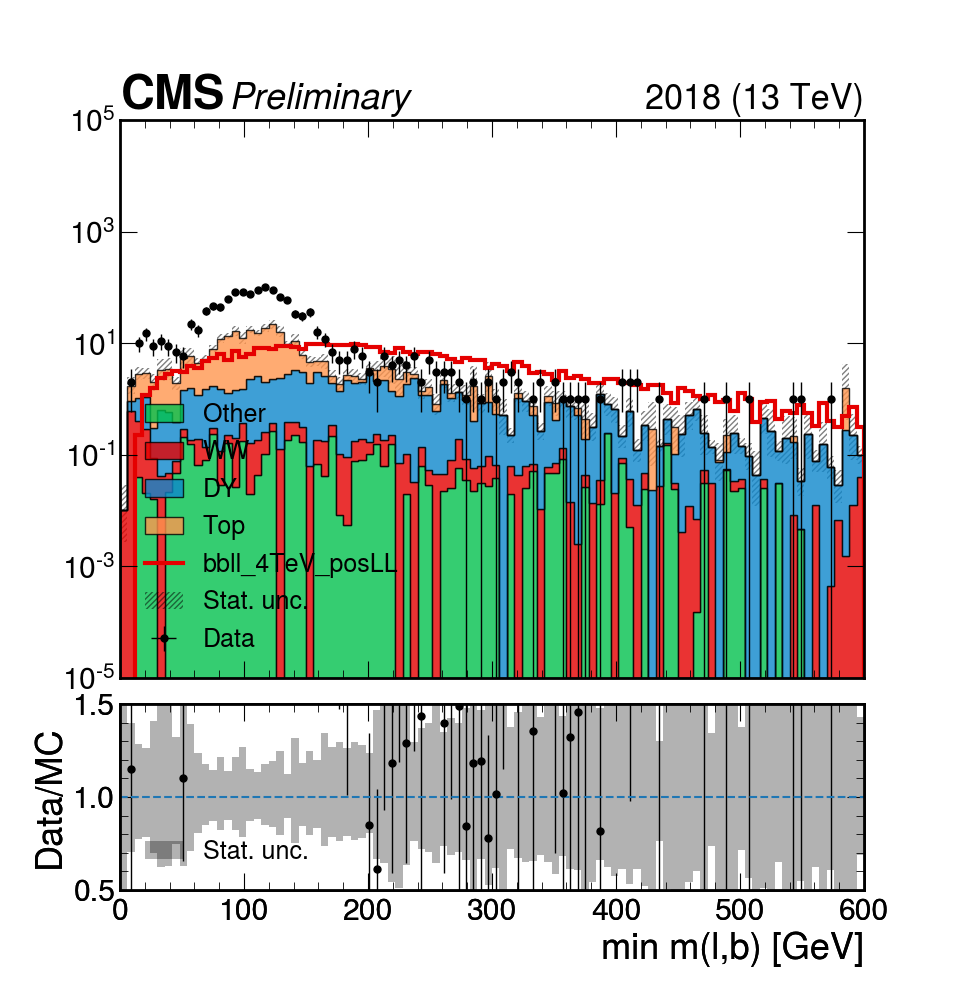 CMS Preliminary 2018 (13 TeV)
10^5
10^3
10^1
10^-1
10^-3
10^-5
Other
WW
DY
Top
bbll_4TeV_posLL
Stat. unc.
Data
Data/MC
1.5
1.0
0.5
Stat. unc.
0 100 200 300 400 500 600
min m(l,b) [GeV]